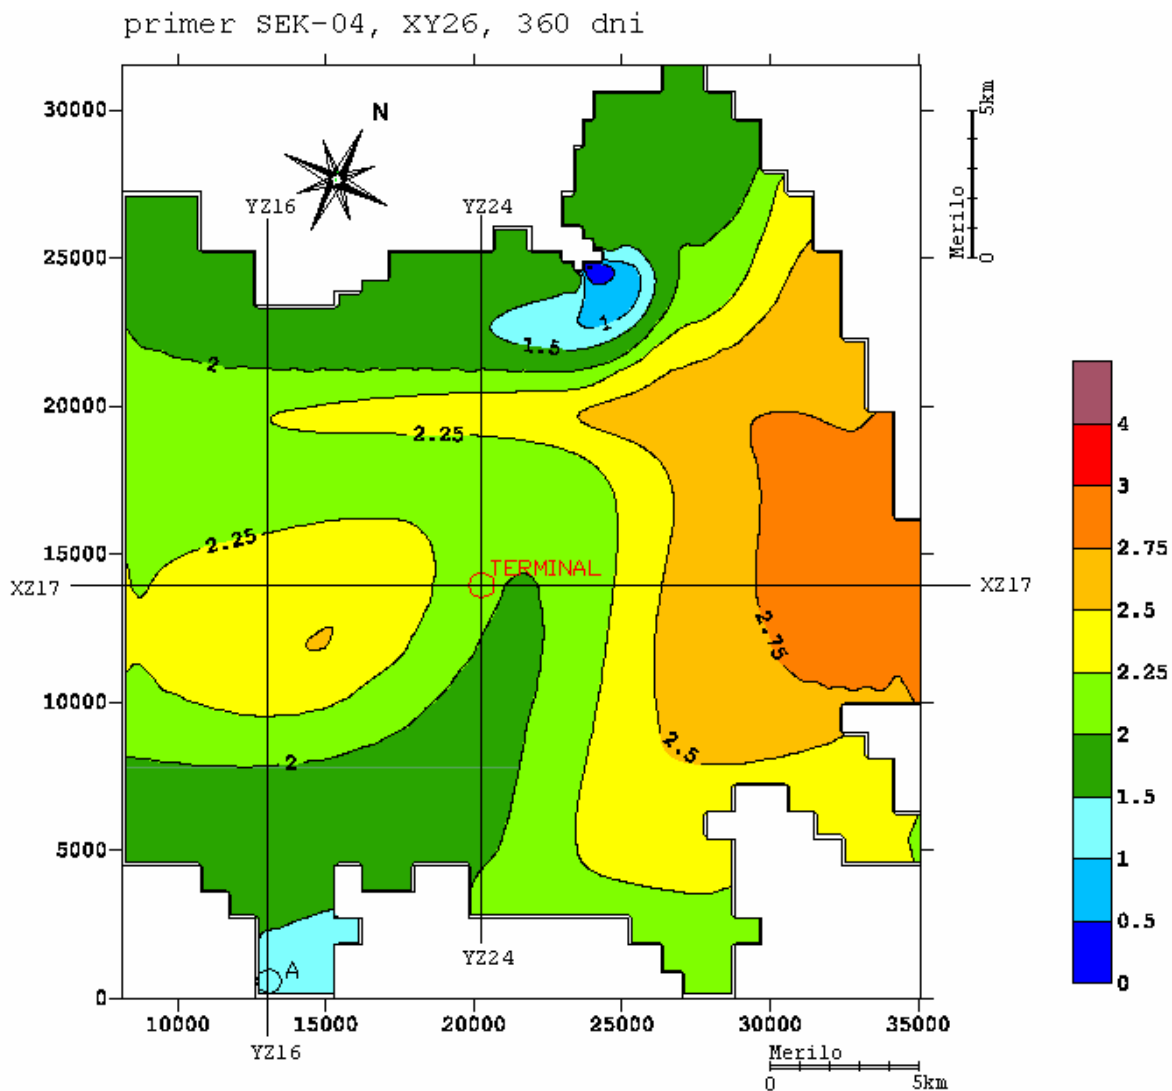 primer SEK-04, XY26, 360 dni
30000
25000
20000
15000
10000
5000
0
N
5km
Merilo
0
YZ16
YZ24
1
1.5
2
2.25
2.25
TERMINAL
XZ17
XZ17
2.75
2.5
2
A
YZ24
YZ16
10000
15000
20000
25000
30000
35000
Merilo
0
5km
4
3
2.75
2.5
2.25
2
1.5
1
0.5
0